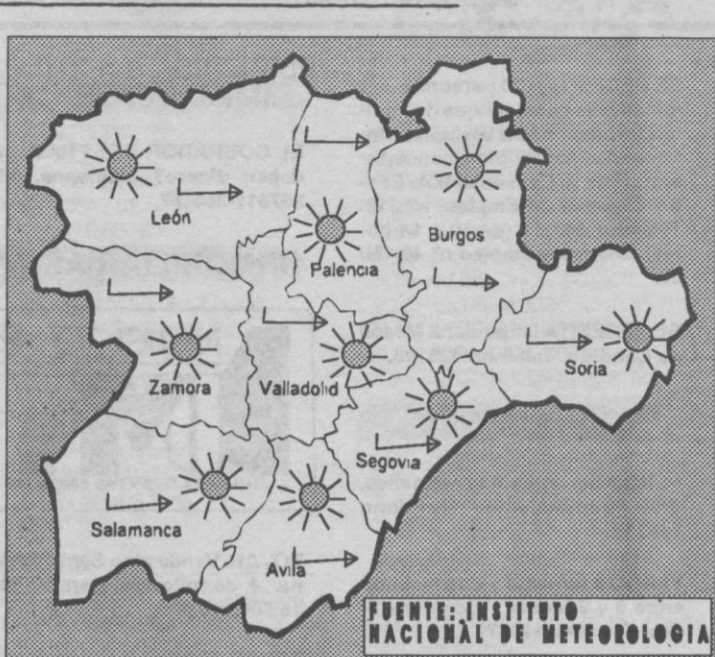 León
Burgos
Palencia
Soria
Zamora
Valladolid
Segovia
Salamanca
Avila
FUENTE: INSTITUTO
NACIONAL DE METEOROLOGIA